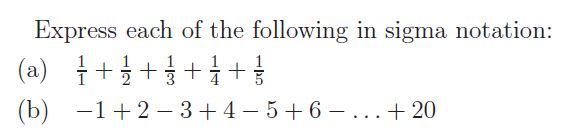 Express each of the following in sigma notation:
(a) 1/1 + 1/2 + 1/3 + 1/4 + 1/5
(b) −1 + 2 − 3 + 4 − 5 + 6 − … + 20